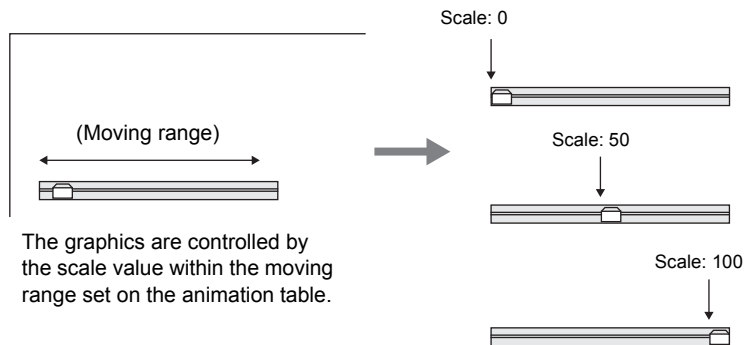 Scale: 0
(Moving range)
Scale: 50
The graphics are controlled by
the scale value within the moving
range set on the animation table.
Scale: 100